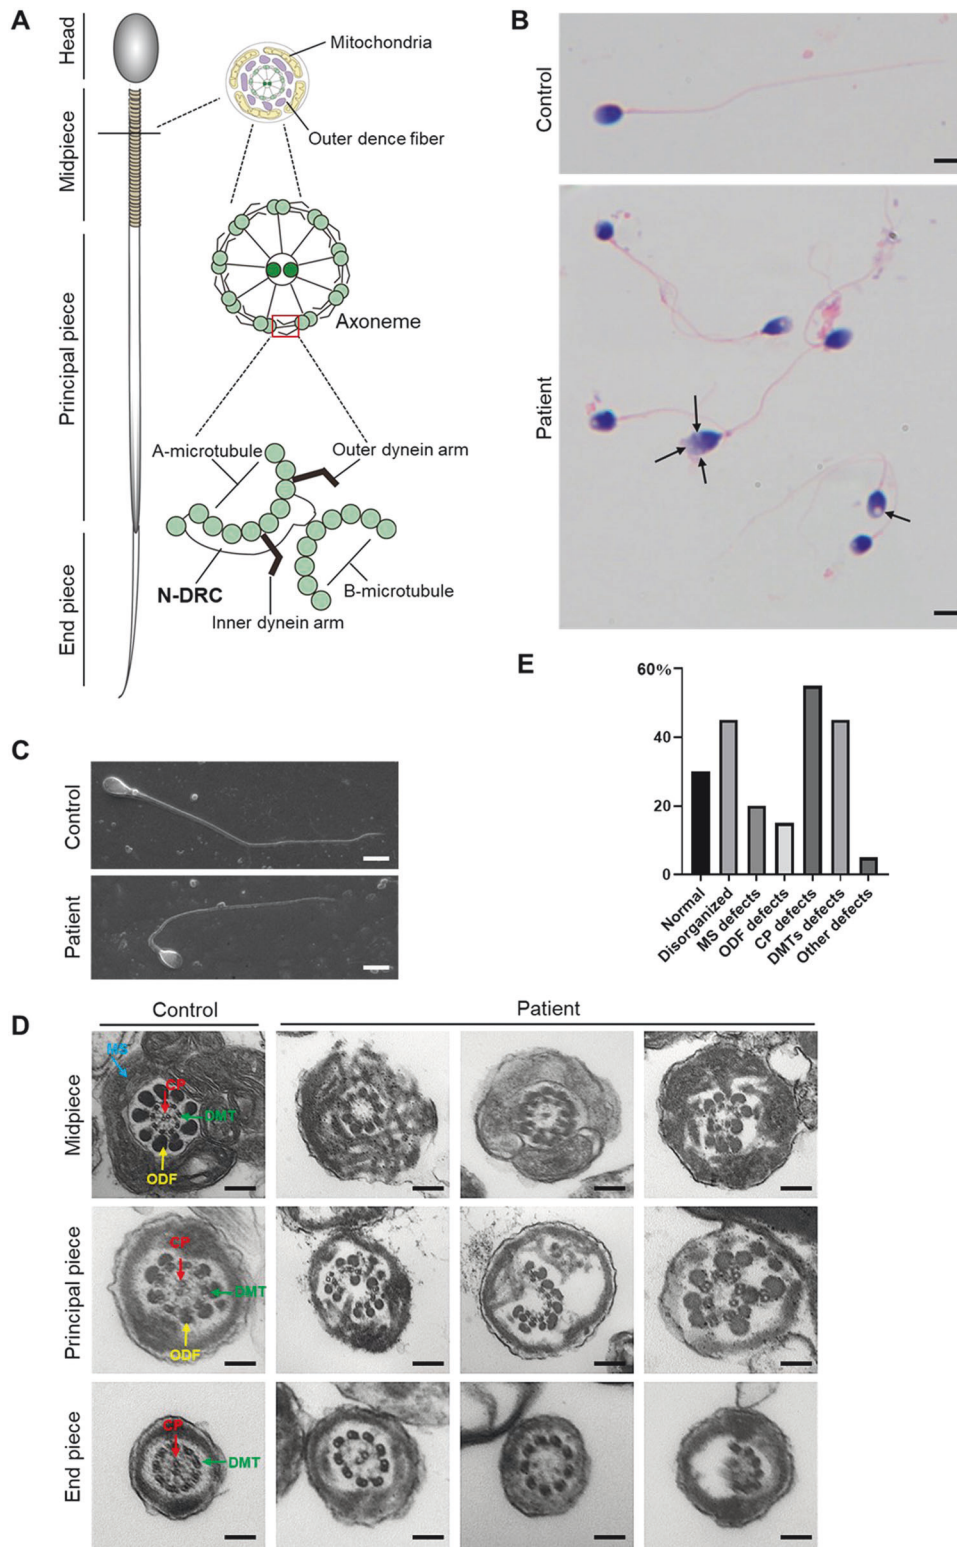 A
Head
Midpiece
Principal piece
End piece
Mitochondria
Outer dence fiber
Axoneme
A-microtubule
Outer dynein arm
N-DRC
B-microtubule
Inner dynein arm
B
Control
Patient
C
Control
Patient
E
60%
40
20
0
Normal
Disorganized
MS defects
ODF defects
CP defects
DMTs defects
Other defects
D
Control
Patient
Midpiece
MS
CP
DMT
ODF
Principal piece
CP
DMT
ODF
End piece
CP
DMT